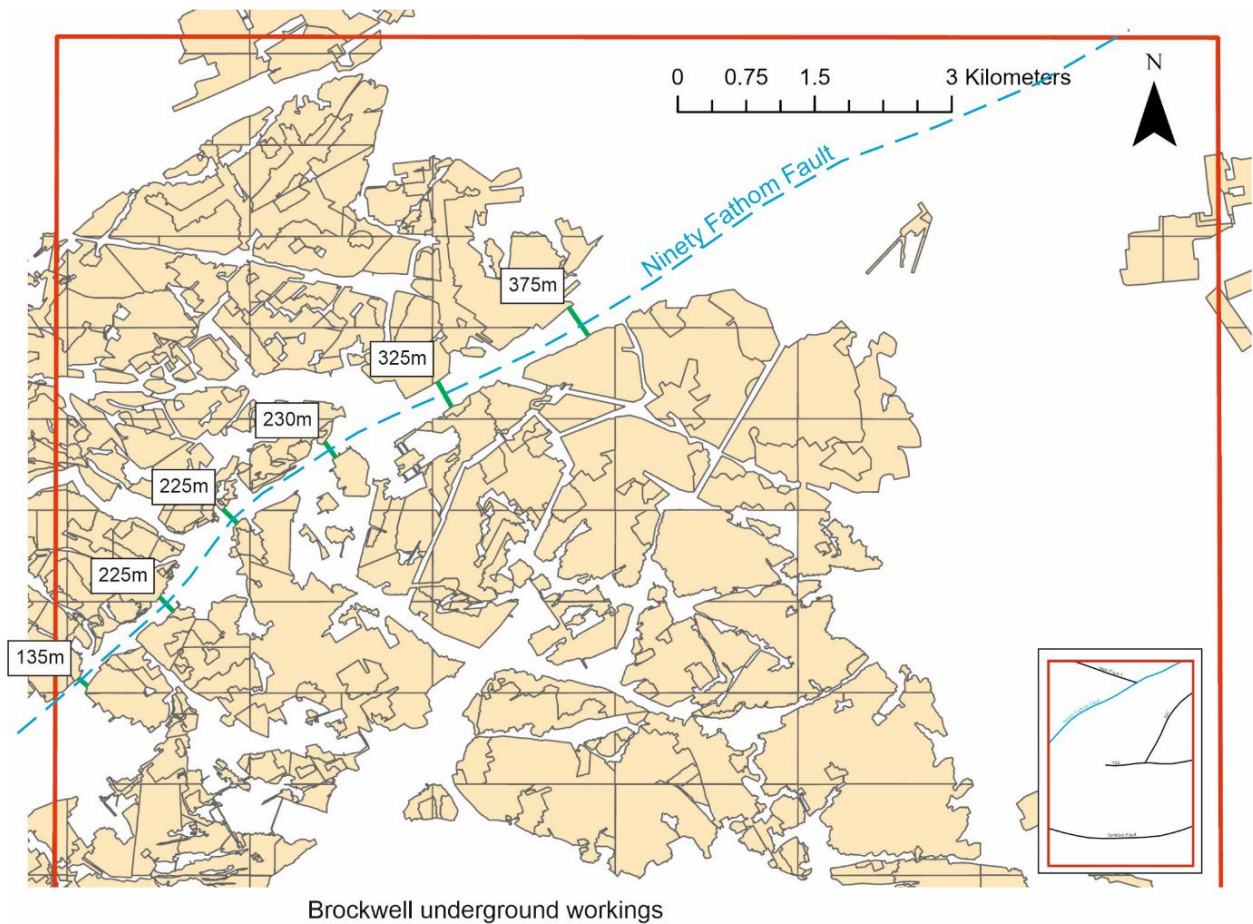 N
0 0.75 1.5 3 Kilometers
Ninety Fathom Fault
375m
325m
230m
225m
225m
135m
Brockwell underground workings